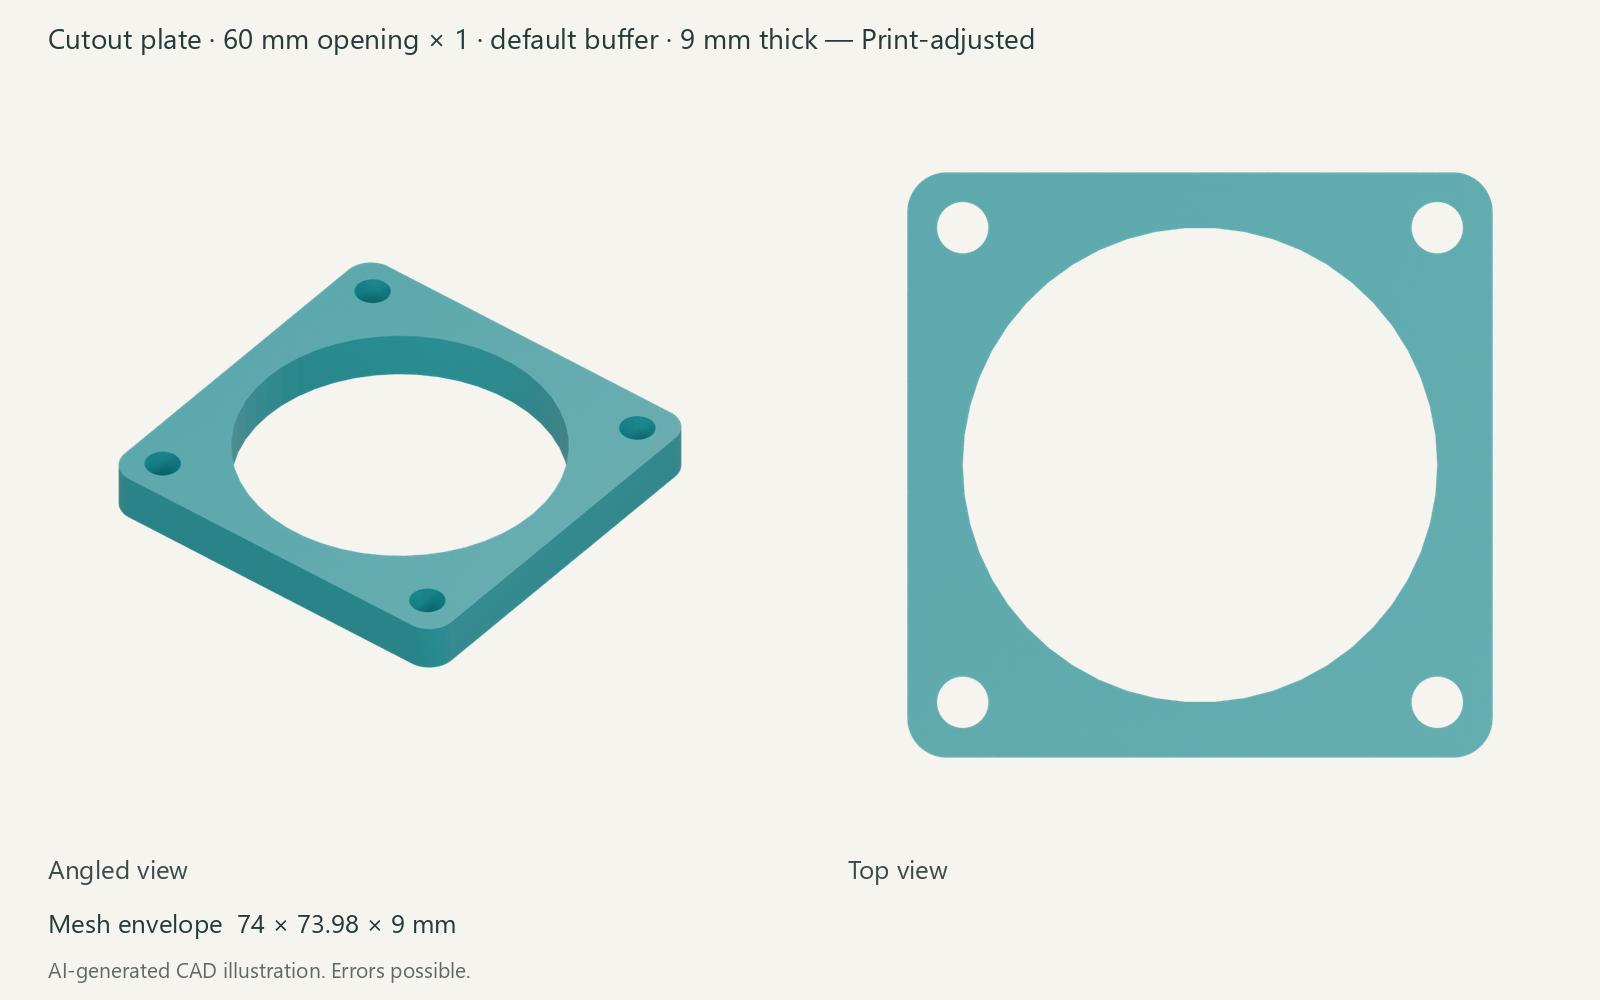 Cutout plate · 60 mm opening × 1 · default buffer · 9 mm thick — Print-adjusted
Angled view
Top view
Mesh envelope 74 × 73.98 × 9 mm
AI-generated CAD illustration. Errors possible.